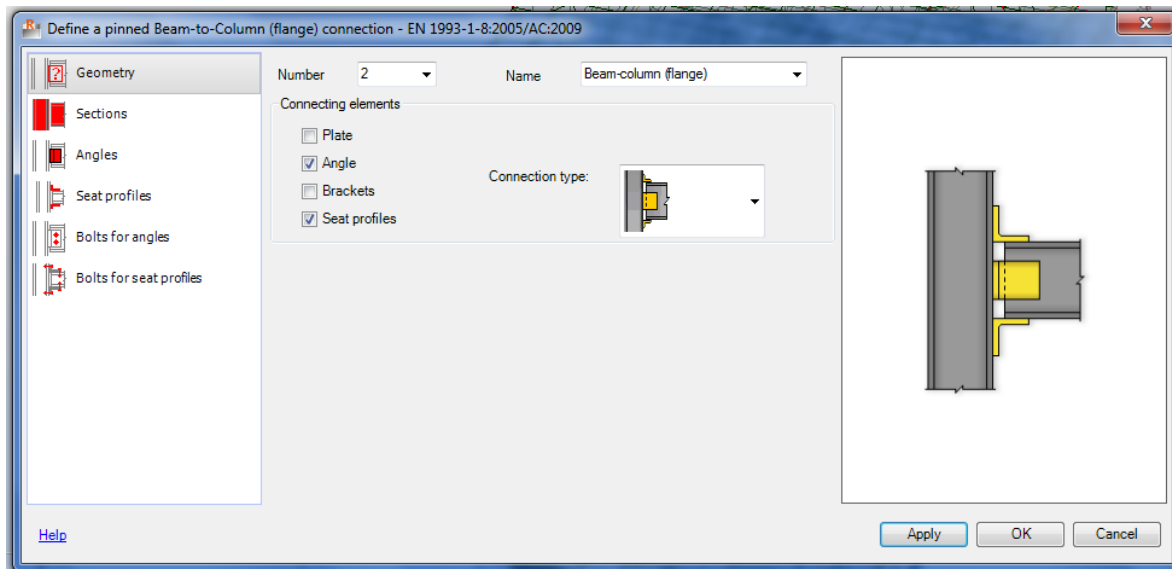 Define a pinned Beam-to-Column (flange) connection - EN 1993-1-8:2005/AC:2009
Geometry
Sections
Angles
Seat profiles
Bolts for angles
Bolts for seat profiles
Help
Number 2 Name Beam-column (flange)
Connecting elements
Plate
Angle
Brackets
Seat profiles
Connection type:
Apply OK Cancel